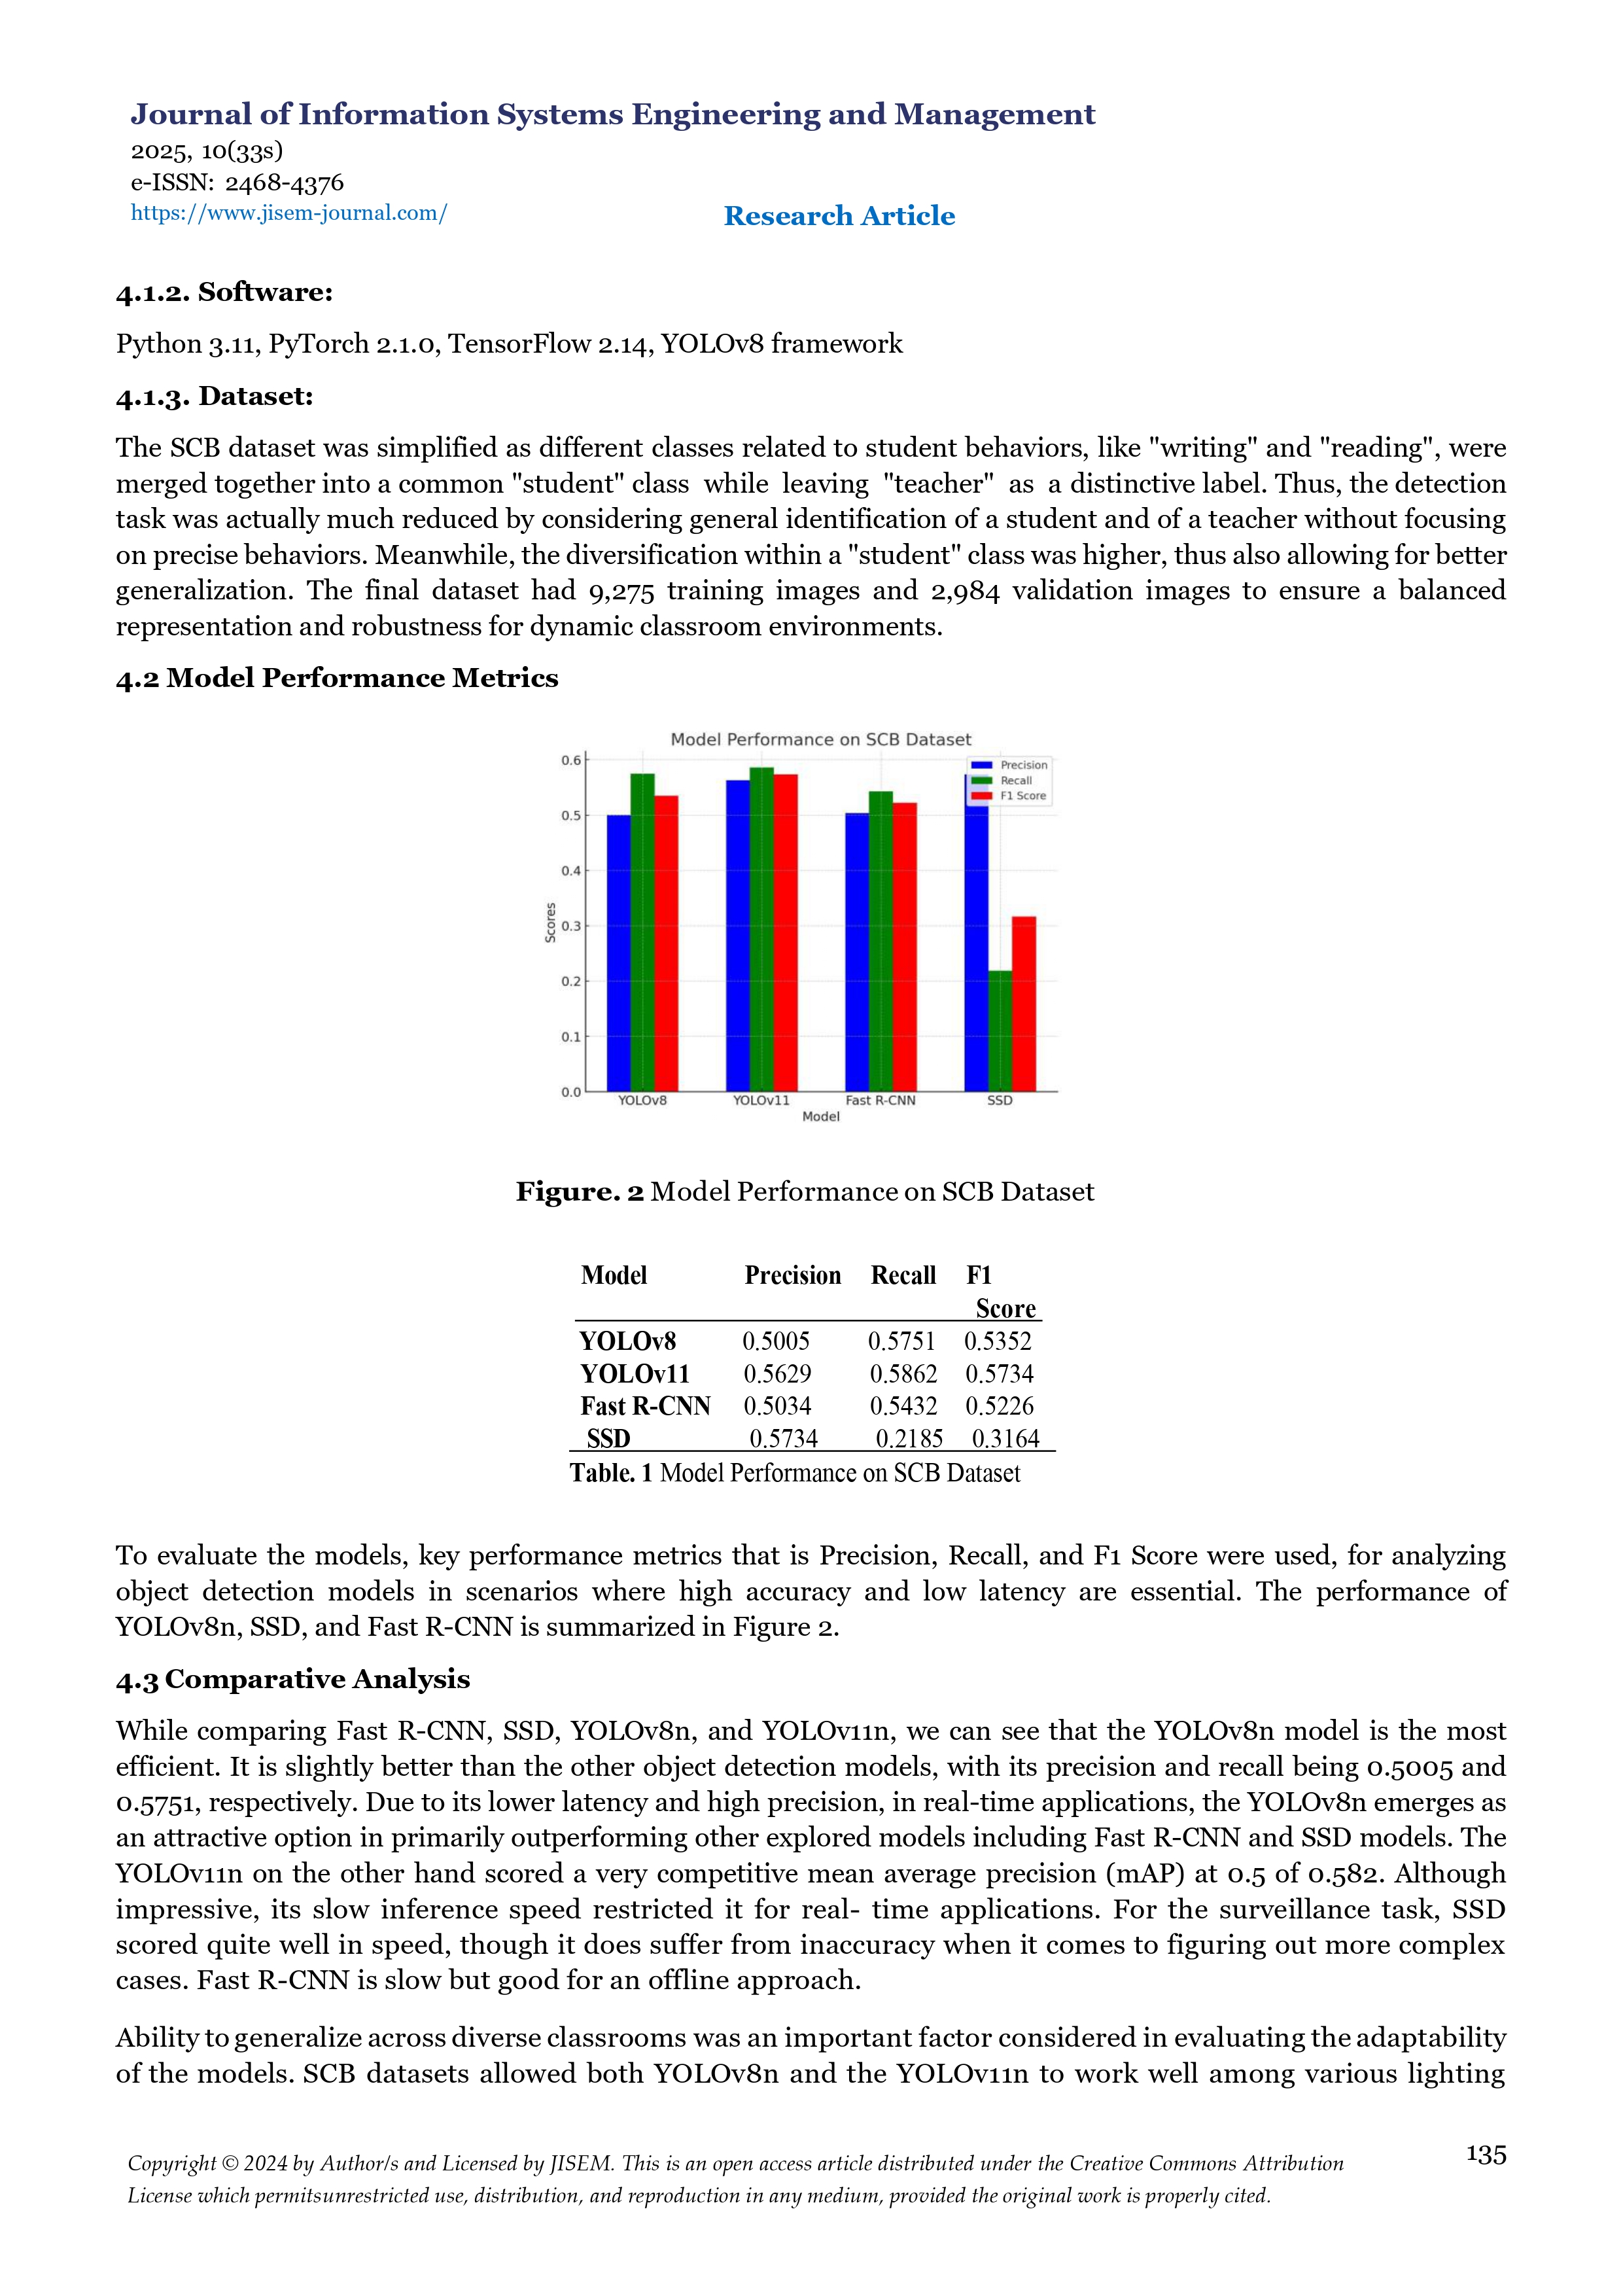 Journal of Information Systems Engineering and Management
2025, 10(33s)
e-ISSN: 2468-4376
https://www.jisem-journal.com/ Research Article
4.1.2. Software:
Python 3.11, PyTorch 2.1.0, TensorFlow 2.14, YOLOv8 framework
4.1.3. Dataset:
The SCB dataset was simplified as different classes related to student behaviors, like "writing" and "reading", were
merged together into a common "student" class while leaving "teacher" as a distinctive label. Thus, the detection
task was actually much reduced by considering general identification of a student and of a teacher without focusing
on precise behaviors. Meanwhile, the diversification within a "student" class was higher, thus also allowing for better
generalization. The final dataset had 9,275 training images and 2,984 validation images to ensure a balanced
representation and robustness for dynamic classroom environments.
4.2 Model Performance Metrics
Model Performance on SCB Dataset
Precision
Recall
F1 Score
0.6
0.5
0.4
0.3
0.2
0.1
0.0
Scores
YOLOv8 YOLOv11 Fast R-CNN SSD
Model
Figure. 2 Model Performance on SCB Dataset
Model Precision Recall F1
Score
YOLOv8 0.5005 0.5751 0.5352
YOLOv11 0.5629 0.5862 0.5734
Fast R-CNN 0.5034 0.5432 0.5226
SSD 0.5734 0.2185 0.3164
Table. 1 Model Performance on SCB Dataset
To evaluate the models, key performance metrics that is Precision, Recall, and F1 Score were used, for analyzing
object detection models in scenarios where high accuracy and low latency are essential. The performance of
YOLOv8n, SSD, and Fast R-CNN is summarized in Figure 2.
4.3 Comparative Analysis
While comparing Fast R-CNN, SSD, YOLOv8n, and YOLOv11n, we can see that the YOLOv8n model is the most
efficient. It is slightly better than the other object detection models, with its precision and recall being 0.5005 and
0.5751, respectively. Due to its lower latency and high precision, in real-time applications, the YOLOv8n emerges as
an attractive option in primarily outperforming other explored models including Fast R-CNN and SSD models. The
YOLOv11n on the other hand scored a very competitive mean average precision (mAP) at 0.5 of 0.582. Although
impressive, its slow inference speed restricted it for real- time applications. For the surveillance task, SSD
scored quite well in speed, though it does suffer from inaccuracy when it comes to figuring out more complex
cases. Fast R-CNN is slow but good for an offline approach.
Ability to generalize across diverse classrooms was an important factor considered in evaluating the adaptability
of the models. SCB datasets allowed both YOLOv8n and the YOLOv11n to work well among various lighting
135
Copyright © 2024 by Author/s and Licensed by JISEM. This is an open access article distributed under the Creative Commons Attribution
License which permitsunrestricted use, distribution, and reproduction in any medium, provided the original work is properly cited.